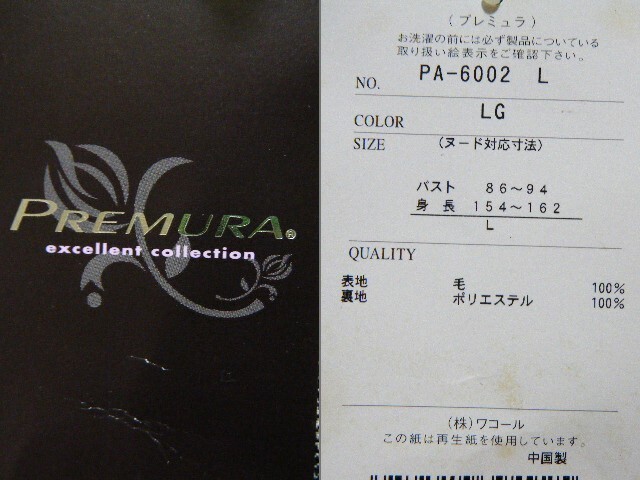 PREMURA®
excellent collection
(プレミュラ)
お洗濯の前には必ず製品についている
取り扱い絵表示をご確認下さい。
NO. PA-6002 L
COLOR LG
SIZE (ヌード対応寸法)
バスト 86～94
身長 154～162
L
QUALITY
表地 毛 100%
裏地 ポリエステル 100%
(株)ワコール
この紙は再生紙を使用しています。
中国製